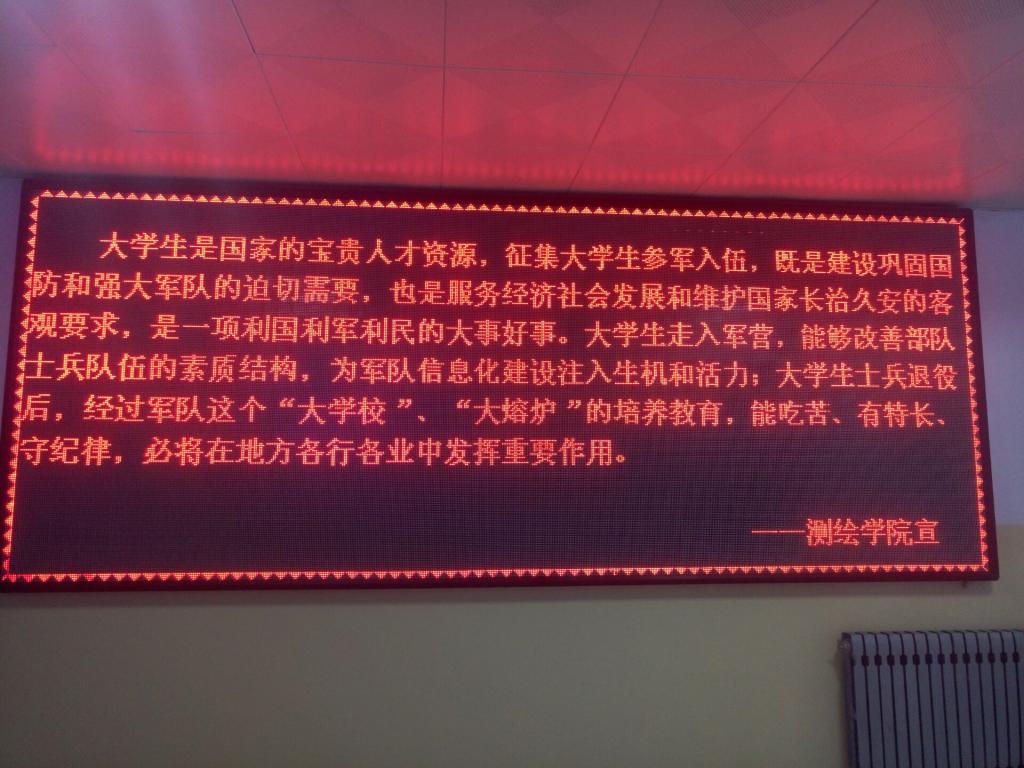 大学生是国家的宝贵人才资源，征集大学生参军入伍，既是建设巩固国
防和强大军队的迫切需要，也是服务经济社会发展和维护国家长治久安的客
观要求，是一项利国利军利民的大事好事。大学生走入军营，能够改善部队
士兵队伍的素质结构，为军队信息化建设注入生机和活力；大学生士兵退役
后，经过军队这个“大学校”、“大熔炉”的培养教育，能吃苦、有特长、
守纪律，必将在地方各行各业中发挥重要作用。
——测绘学院宣